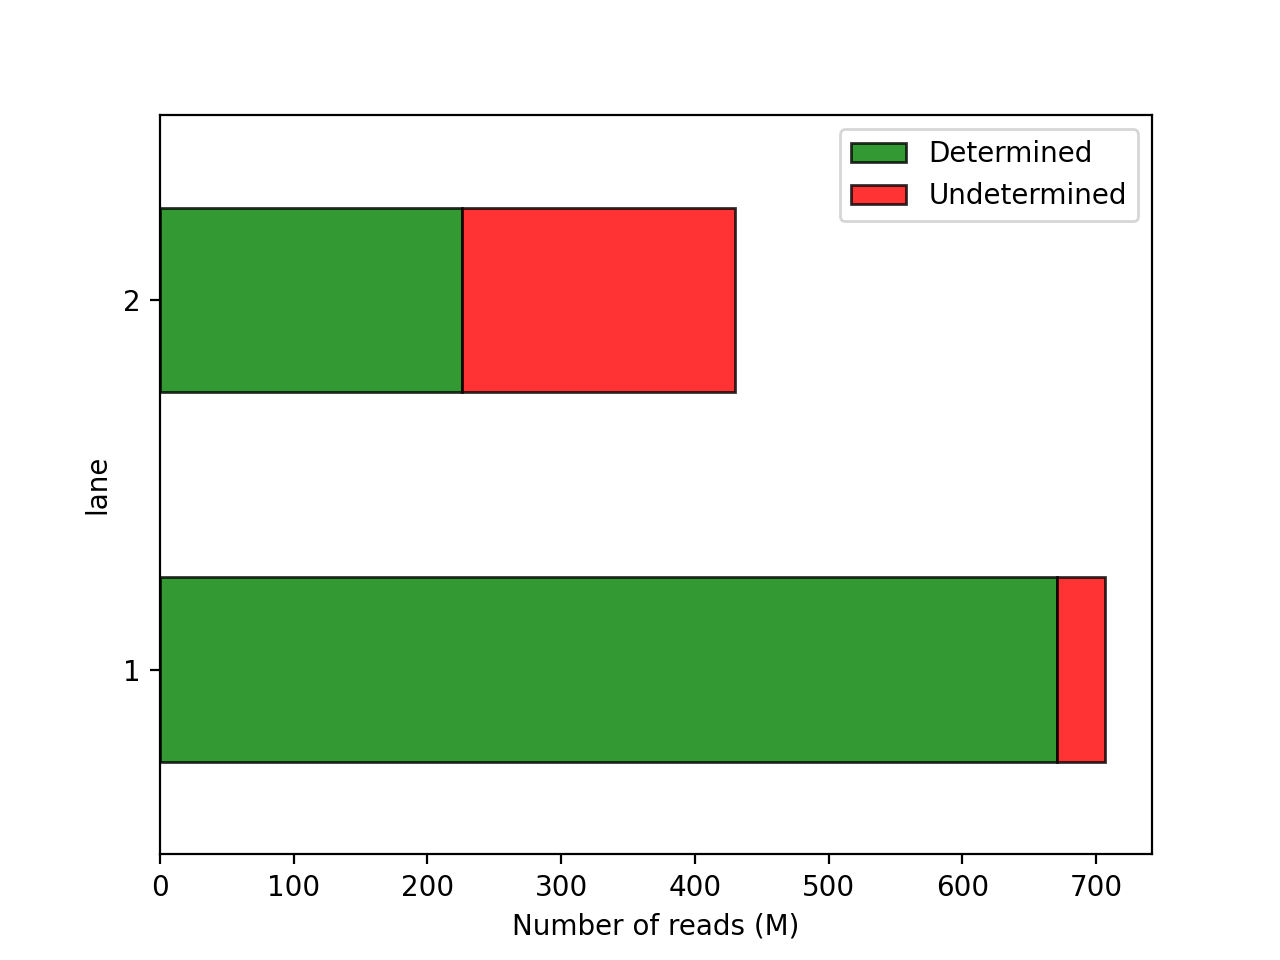 Determined
Undetermined
2
lane
1
0 100 200 300 400 500 600 700
Number of reads (M)